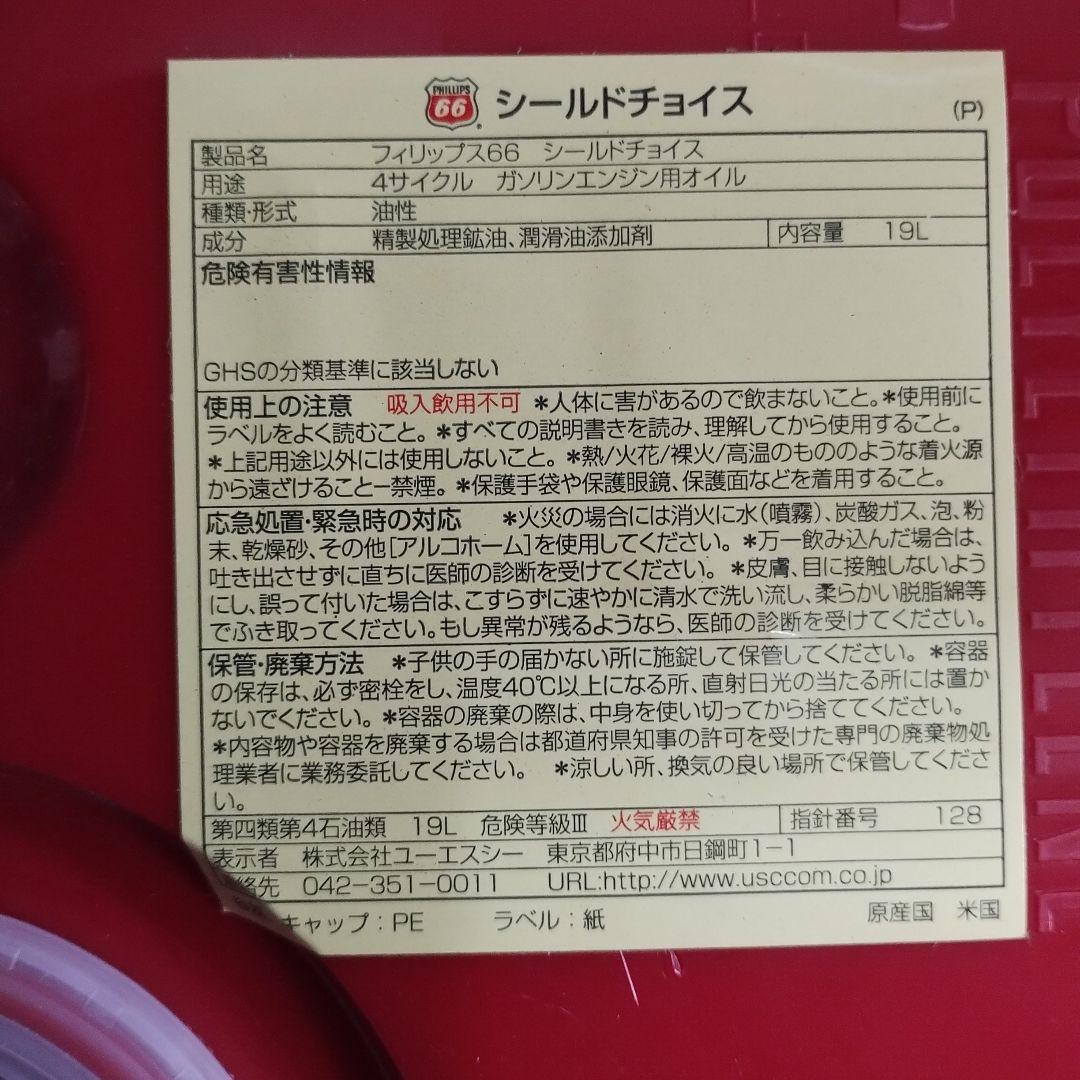 PHILLIPS 66 シールドチョイス (P)
製品名 フィリップス66 シールドチョイス
用途 4サイクル ガソリンエンジン用オイル
種類・形式 油性
成分 精製処理鉱油、潤滑油添加剤 内容量 19L
危険有害性情報
GHSの分類基準に該当しない
使用上の注意 吸入飲用不可 *人体に害があるので飲まないこと。*使用前に
ラベルをよく読むこと。*すべての説明書きを読み、理解してから使用すること。
*上記用途以外には使用しないこと。*熱/火花/裸火/高温のもののような着火源
から遠ざけること一禁煙。*保護手袋や保護眼鏡、保護面などを着用すること。
応急処置・緊急時の対応 *火災の場合には消火に水(噴霧)、炭酸ガス、泡、粉
末、乾燥砂、その他[アルコホーム]を使用してください。*万一飲み込んだ場合は、
吐き出させずに直ちに医師の診断を受けてください。*皮膚、目に接触しないよう
にし、誤って付いた場合は、こすらずに速やかに清水で洗い流し、柔らかい脱脂綿等
でふき取ってください。もし異常が残るようなら、医師の診断を受けてください。
保管・廃棄方法 *子供の手の届かない所に施錠して保管してください。*容器
の保存は、必ず密栓をし、温度40℃以上になる所、直射日光の当たる所には置か
ないでください。*容器の廃棄の際は、中身を使い切ってから捨ててください。
*内容物や容器を廃棄する場合は都道府県知事の許可を受けた専門の廃棄物処
理業者に業務委託してください。 *涼しい所、換気の良い場所で保管してくださ
い。
第四類第4石油類 19L 危険等級Ⅲ 火気厳禁 指針番号 128
表示者 株式会社ユーエスシー 東京都府中市日鋼町1-1
絡先 042-351-0011 URL:http://www.usccom.co.jp
キャップ:PE ラベル:紙 原産国 米国